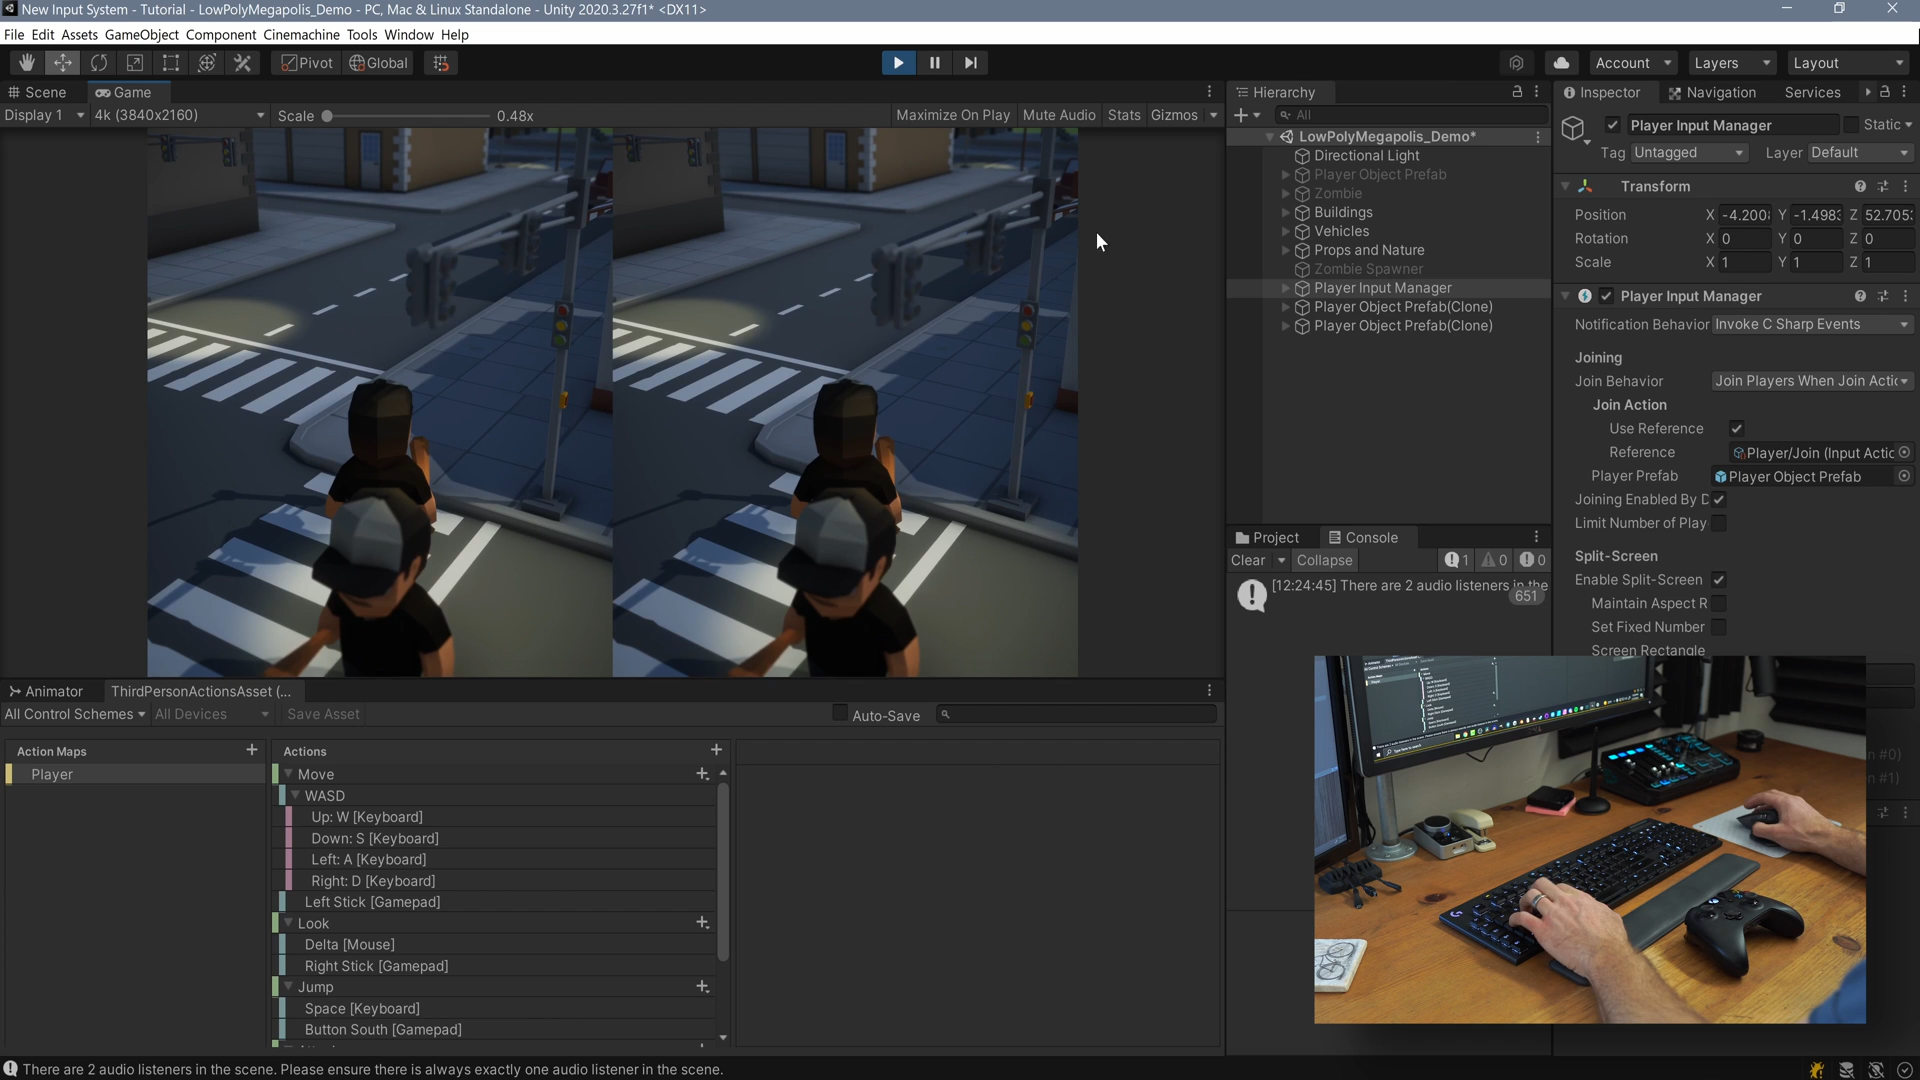 New Input System - Tutorial - LowPolyMegapolis_Demo - PC, Mac & Linux Standalone - Unity 2020.3.27f1* <DX11>
File Edit Assets GameObject Component Cinemachine Tools Window Help
Pivot Global Account Layers Layout
Scene Game
Display 1 4k (3840x2160) Scale 0.48x Maximize On Play Mute Audio Stats Gizmos
Hierarchy
All
LowPolyMegapolis_Demo*
Directional Light
Player Object Prefab
Zombie
Buildings
Vehicles
Props and Nature
Zombie Spawner
Player Input Manager
Player Object Prefab(Clone)
Player Object Prefab(Clone)
Project Console
Clear Collapse 1 0 0
[12:24:45] There are 2 audio listeners in the
651
Inspector Navigation Services
Player Input Manager Static
Tag Untagged Layer Default
Transform
Position X -4.200 Y -1.498 Z 52.705
Rotation X 0 Y 0 Z 0
Scale X 1 Y 1 Z 1
Player Input Manager
Notification Behavior Invoke C Sharp Events
Joining
Join Behavior Join Players When Join Actic
Join Action
Use Reference
Reference Player/Join (Input Actic
Player Prefab Player Object Prefab
Joining Enabled By D
Limit Number of Play
Split-Screen
Enable Split-Screen
Maintain Aspect R
Set Fixed Number
Screen Rectangle
n #0)
n #1)
Animator ThirdPersonActionsAsset (...
All Control Schemes All Devices Save Asset Auto-Save
Action Maps
Player
Actions
Move
WASD
Up: W [Keyboard]
Down: S [Keyboard]
Left: A [Keyboard]
Right: D [Keyboard]
Left Stick [Gamepad]
Look
Delta [Mouse]
Right Stick [Gamepad]
Jump
Space [Keyboard]
Button South [Gamepad]
There are 2 audio listeners in the scene. Please ensure there is always exactly one audio listener in the scene.